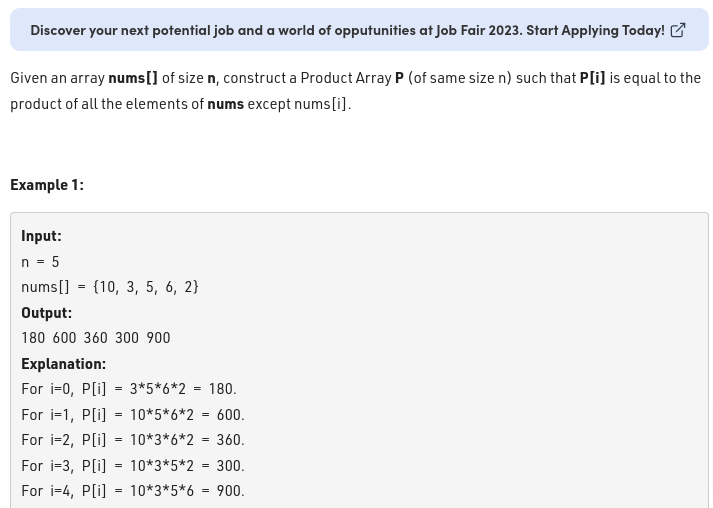 Discover your next potential job and a world of opputunities at Job Fair 2023. Start Applying Today!
Given an array nums[] of size n, construct a Product Array P (of same size n) such that P[i] is equal to the
product of all the elements of nums except nums[i].
Example 1:
Input:
n = 5
nums[] = {10, 3, 5, 6, 2}
Output:
180 600 360 300 900
Explanation:
For i=0, P[i] = 3*5*6*2 = 180.
For i=1, P[i] = 10*5*6*2 = 600.
For i=2, P[i] = 10*3*6*2 = 360.
For i=3, P[i] = 10*3*5*2 = 300.
For i=4, P[i] = 10*3*5*6 = 900.